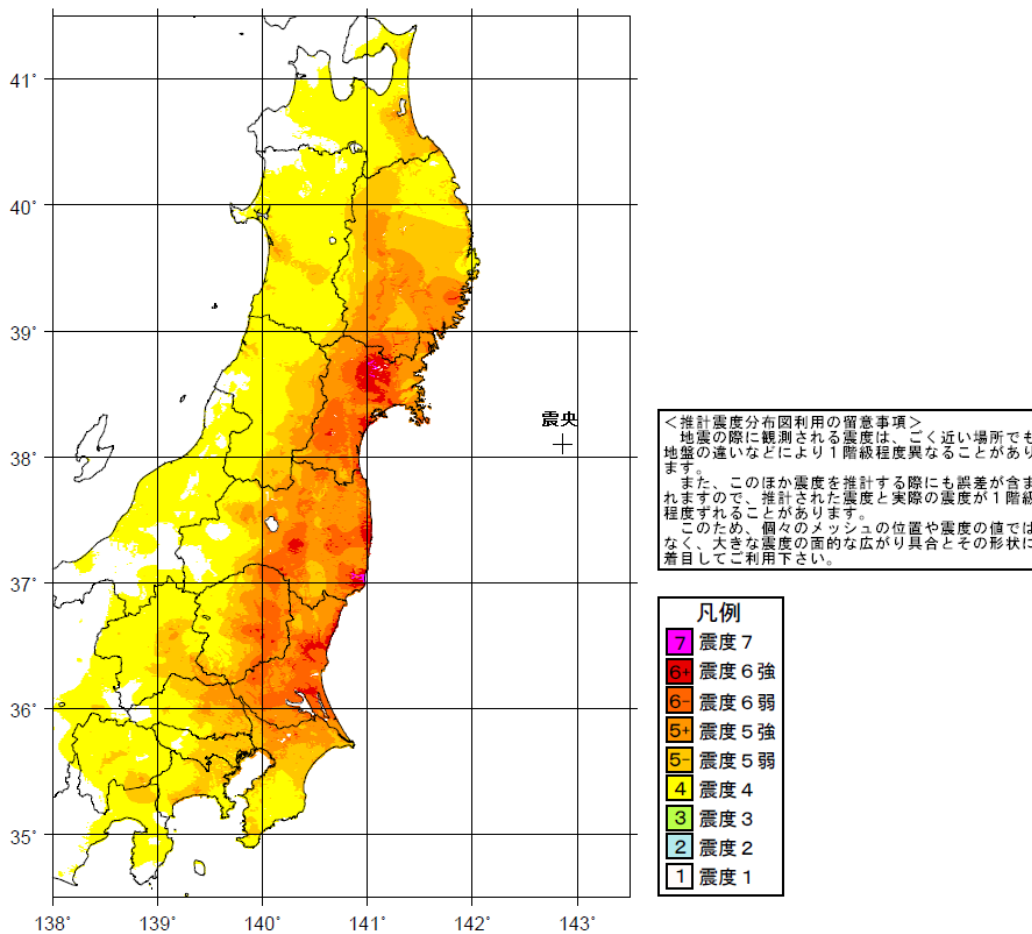 41°
40°
39°
38°
37°
36°
35°
138°
139°
140°
141°
142°
143°
震央
＜推計震度分布図利用の留意事項＞
　地震の際に観測される震度は、ごく近い場所でも
地盤の違いなどにより１階級程度異なることがあり
ます。
　また、このほか震度を推計する際にも誤差が含ま
れますので、推計された震度と実際の震度が１階級
程度ずれることがあります。
　このため、個々のメッシュの位置や震度の値では
なく、大きな震度の面的な広がり具合とその形状に
着目してご利用下さい。
凡例
7 震度７
6+ 震度６強
6- 震度６弱
5+ 震度５強
5- 震度５弱
4 震度４
3 震度３
2 震度２
1 震度１